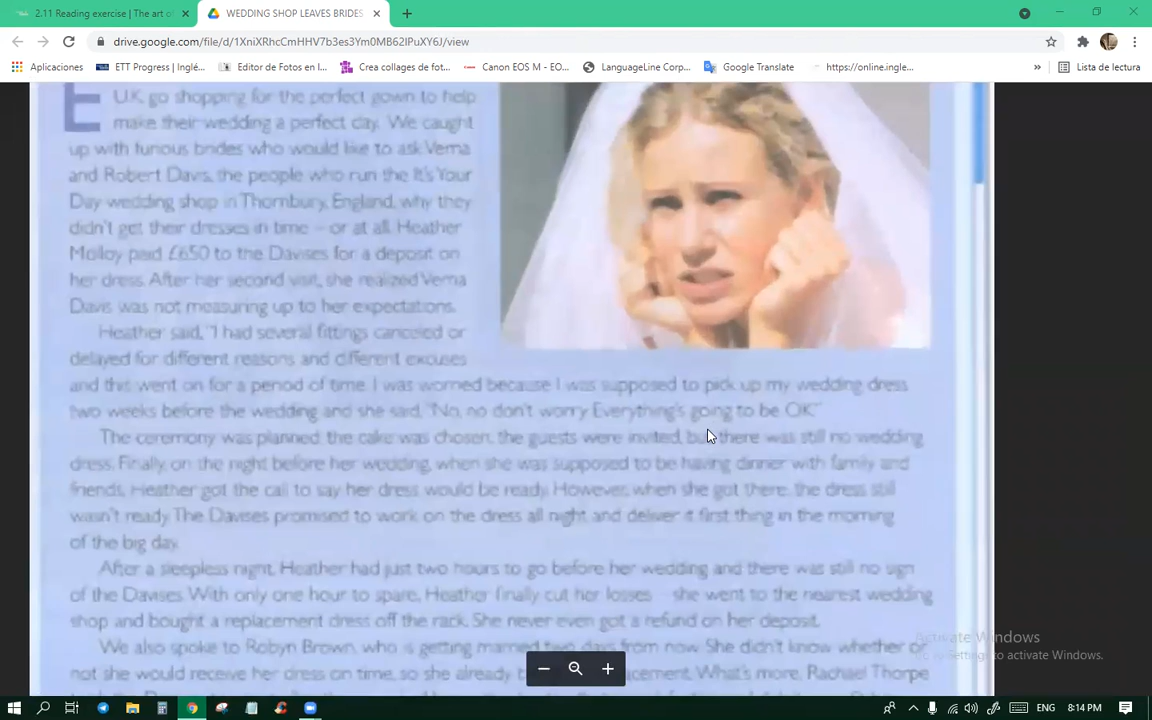 2.11 Reading exercise | The art o
WEDDING SHOP LEAVES BRIDES
drive.google.com/file/d/1XniXRhcCmHHV7b3es3Ym0MB62IPuXY6J/view
Aplicaciones
ETT Progress | Inglé...
Editor de Fotos en l...
Crea collages de fot...
Canon EOS M - EO...
LanguageLine Corp...
Google Translate
https://online.ingle...
Lista de lectura
E
U.K. go shopping for the perfect gown to help
make their wedding a perfect day. We caught
up with furious brides who would like to ask Verna
and Robert Davis, the people who run the It's Your
Day wedding shop in Thornbury, England, why they
didn't get their dresses in time – or at all. Heather
Molloy paid £650 to the Davises for a deposit on
her dress. After her second visit, she realized Verna
Davis was not measuring up to her expectations.
Heather said, "I had several fittings canceled or
delayed for different reasons and different excuses
and this went on for a period of time. I was worried because I was supposed to pick up my wedding dress
two weeks before the wedding and she said, "No, no don't worry. Everything's going to be OK."
The ceremony was planned, the cake was chosen, the guests were invited, but there was still no wedding
dress. Finally, on the night before her wedding, when she was supposed to be having dinner with family and
friends, Heather got the call to say her dress would be ready. However, when she got there, the dress still
wasn't ready. The Davises promised to work on the dress all night and deliver it first thing in the morning
of the big day.
After a sleepless night, Heather had just two hours to go before her wedding and there was still no sign
of the Davises. With only one hour to spare, Heather finally cut her losses – she went to the nearest wedding
shop and bought a replacement dress off the rack. She never even got a refund on her deposit.
We also spoke to Robyn Brown, who is getting married two days from now. She didn't know whether or
not she would receive her dress on time, so she already What's more, Rachael Thorpe
Activate Windows
Go to Settings to activate Windows.
ENG
8:14 PM